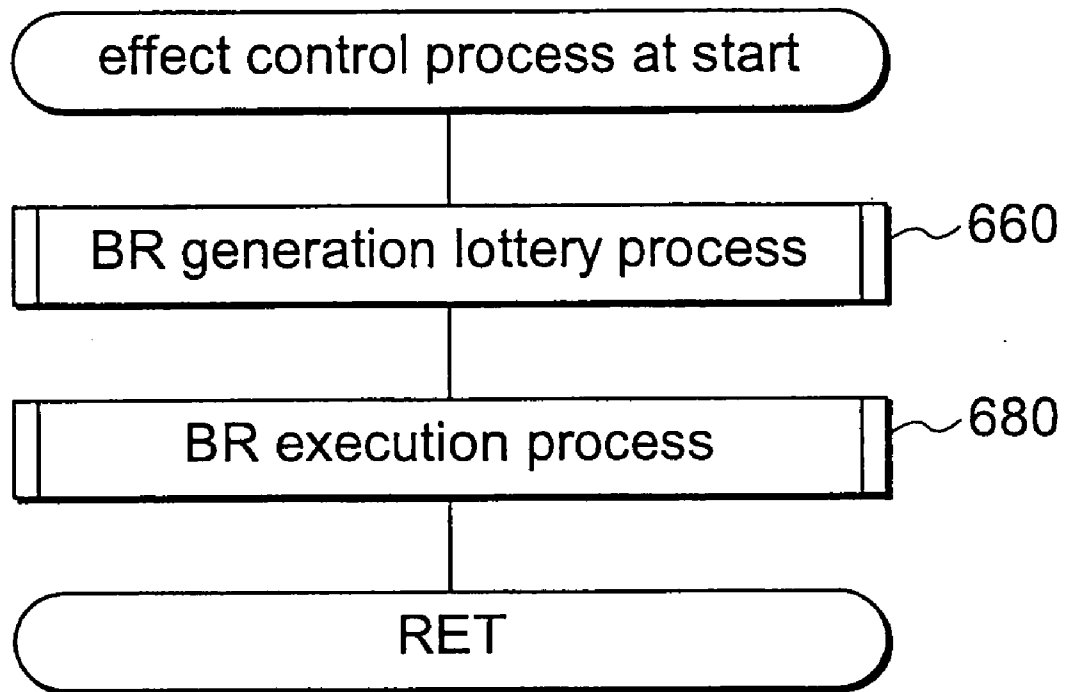 effect control process at start
BR generation lottery process
660
BR execution process
680
RET